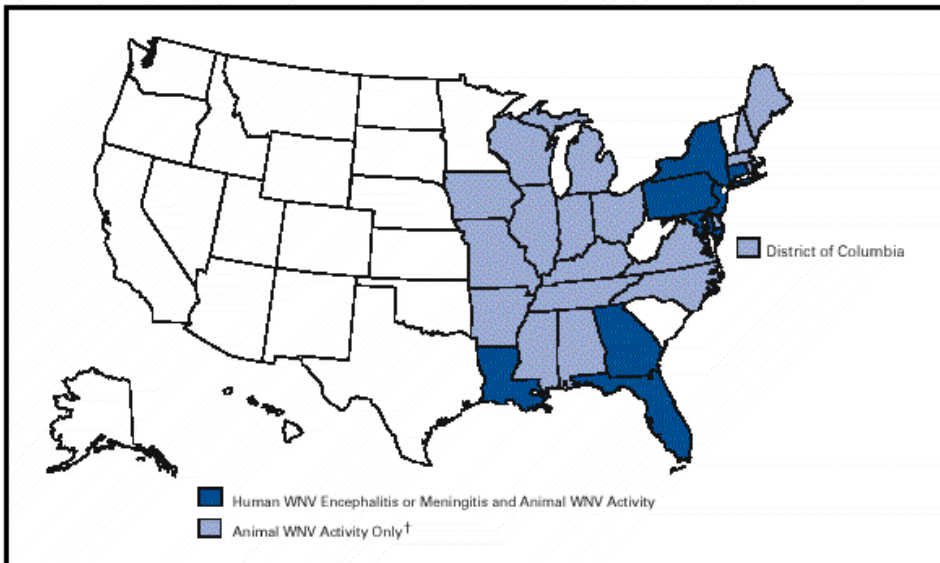 District of Columbia
Human WNV Encephalitis or Meningitis and Animal WNV Activity
Animal WNV Activity Only†